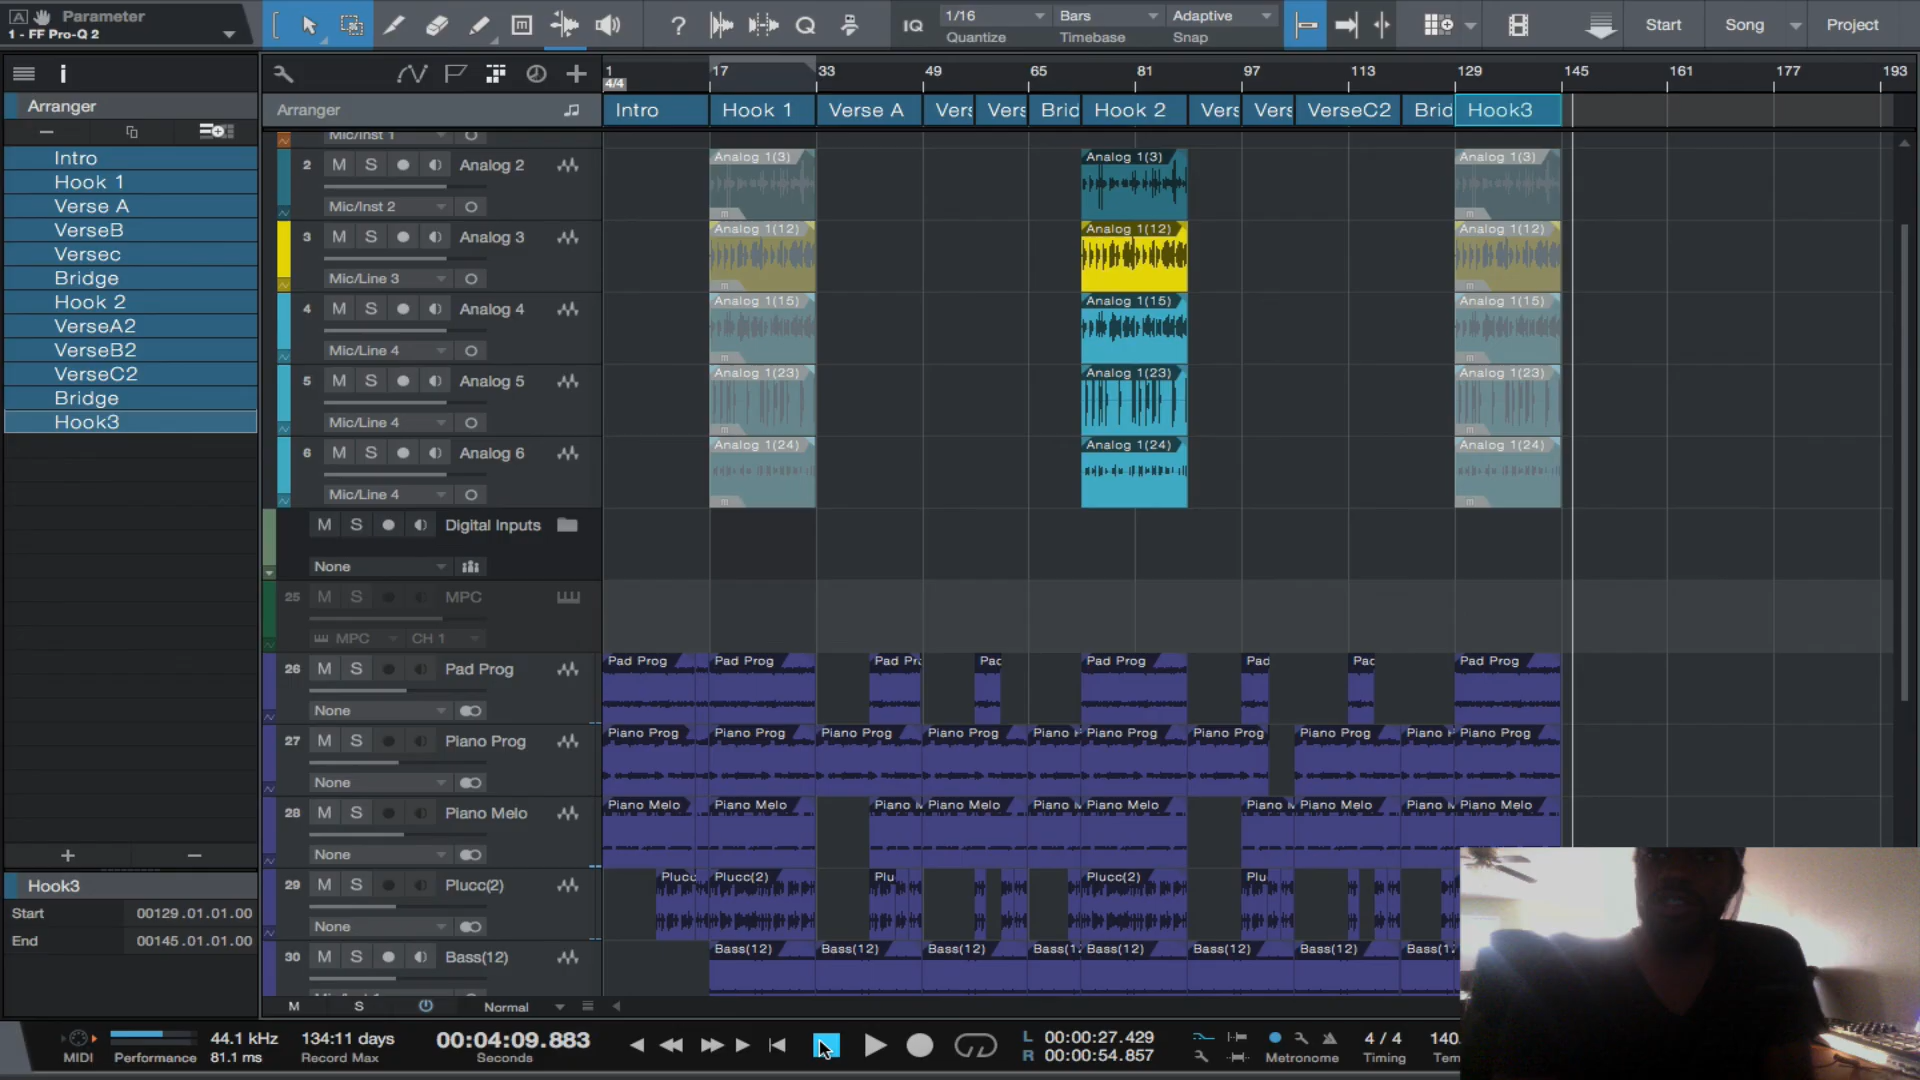 Parameter
1 - FF Pro-Q 2
1/16
Quantize
Bars
Timebase
Adaptive
Snap
IQ
Start
Song
Project
Arranger
Intro
Hook 1
Verse A
VerseB
Versec
Bridge
Hook 2
VerseA2
VerseB2
VerseC2
Bridge
Hook3
Hook3
Start 00129.01.01.00
End 00145.01.01.00
1 17 33 49 65 81 97 113 129 145 161 177 193
4/4
Arranger
Intro Hook 1 Verse A Vers Vers Brid Hook 2 Vers Vers VerseC2 Brid Hook3
Mic/Inst 1
2 M S Analog 2
Mic/Inst 2
Analog 1(3) Analog 1(3) Analog 1(3)
3 M S Analog 3
Mic/Line 3
Analog 1(12) Analog 1(12) Analog 1(12)
4 M S Analog 4
Mic/Line 4
Analog 1(15) Analog 1(15) Analog 1(15)
5 M S Analog 5
Mic/Line 4
Analog 1(23) Analog 1(23) Analog 1(23)
6 M S Analog 6
Mic/Line 4
Analog 1(24) Analog 1(24) Analog 1(24)
M S Digital Inputs
None
25 M S MPC
MPC CH 1
26 M S Pad Prog
None
Pad Prog Pad Prog Pad Pr Pad Pad Prog Pad Pad Pad Prog
27 M S Piano Prog
None
Piano Prog Piano Prog Piano Prog Piano Prog Piano Piano Prog Piano Prog Piano Prog Piano Piano Prog
28 M S Piano Melo
None
Piano Melo Piano Melo Piano Piano Melo Piano Piano Melo Piano Piano Melo Piano Piano Melo
29 M S Plucc(2)
None
Plucc Plucc(2) Plu Plucc(2) Plu
30 M S Bass(12)
Bass(12) Bass(12) Bass(12) Bass(1 Bass(12) Bass(12) Bass(12) Bass(1
M S Normal
MIDI
Performance
44.1 kHz
81.1 ms
134:11 days
Record Max
00:04:09.883
Seconds
L 00:00:27.429
R 00:00:54.857
Metronome
4 / 4
Timing
140.
Tem